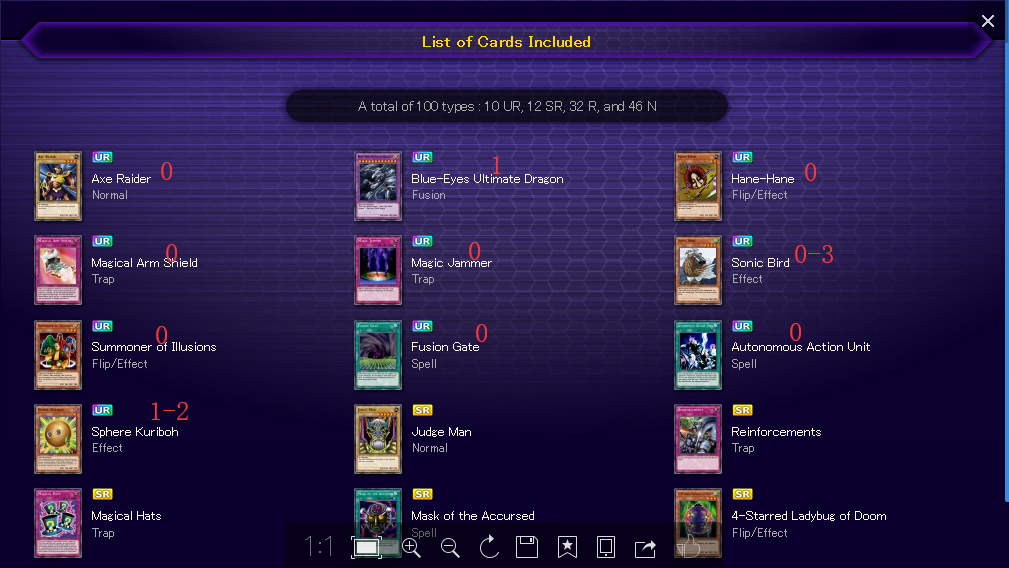 List of Cards Included
A total of 100 types : 10 UR, 12 SR, 32 R, and 46 N
UR
Axe Raider 0
Normal
UR
Blue-Eyes Ultimate Dragon 1
Fusion
UR
Hane-Hane 0
Flip/Effect
UR
Magical Arm Shield 0
Trap
UR
Magic Jammer 0
Trap
UR
Sonic Bird 0-3
Effect
UR
Summoner of Illusions 0
Flip/Effect
UR
Fusion Gate 0
Spell
UR
Autonomous Action Unit 0
Spell
UR
Sphere Kuriboh 1-2
Effect
SR
Judge Man
Normal
SR
Reinforcements
Trap
SR
Magical Hats
Trap
SR
Mask of the Accursed
Spell
SR
4-Starred Ladybug of Doom
Flip/Effect
1:1